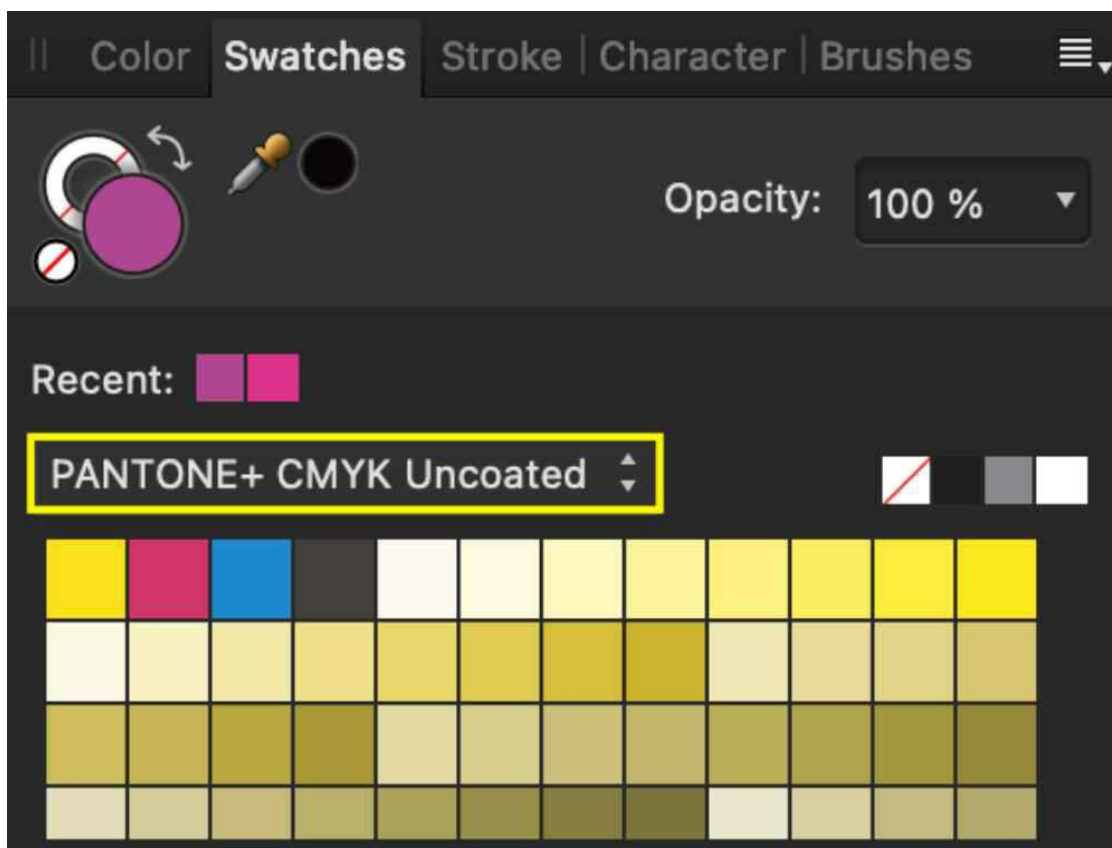 Color Swatches Stroke Character Brushes
Opacity: 100 %
Recent:
PANTONE+ CMYK Uncoated